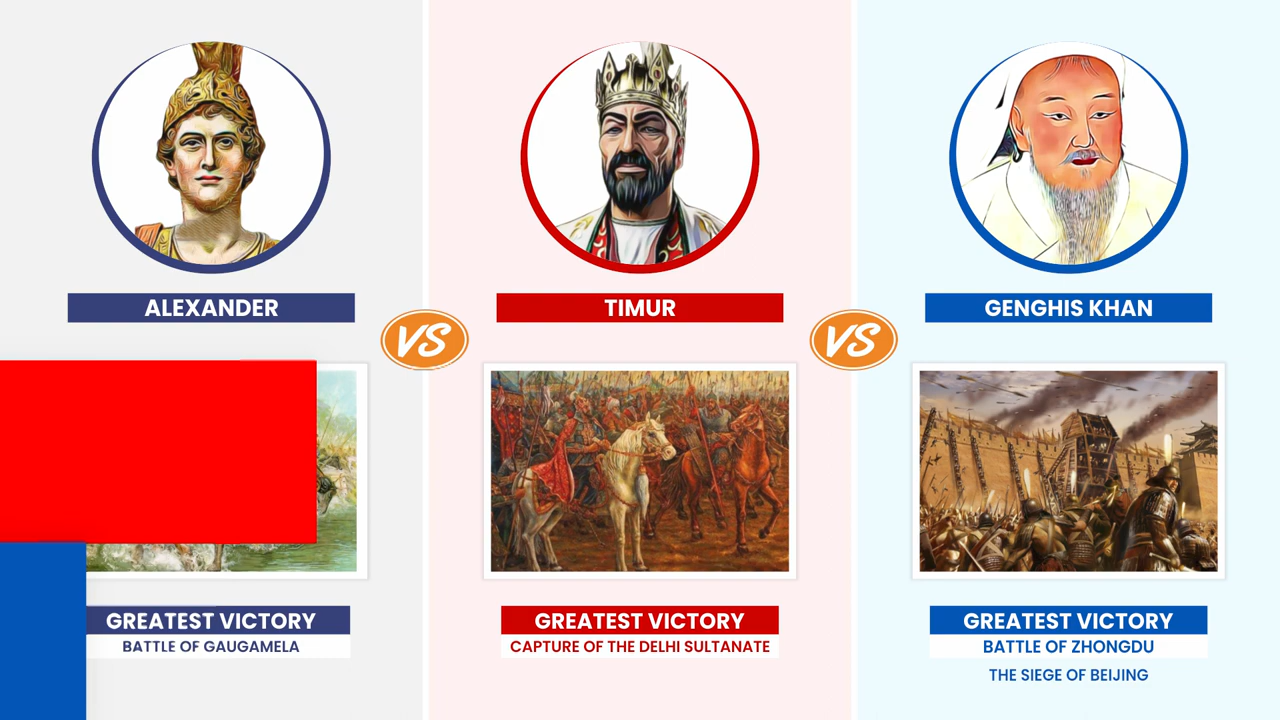 ALEXANDER
VS
TIMUR
VS
GENGHIS KHAN
GREATEST VICTORY
BATTLE OF GAUGAMELA
GREATEST VICTORY
CAPTURE OF THE DELHI SULTANATE
GREATEST VICTORY
BATTLE OF ZHONGDU
THE SIEGE OF BEIJING